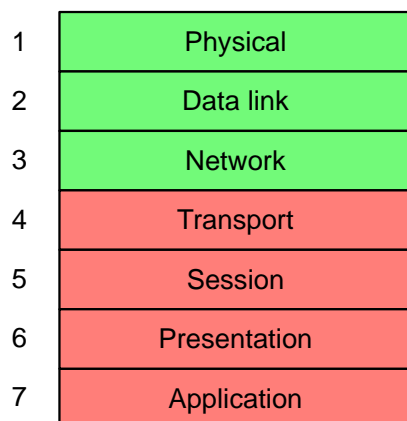 1 Physical
2 Data link
3 Network
4 Transport
5 Session
6 Presentation
7 Application